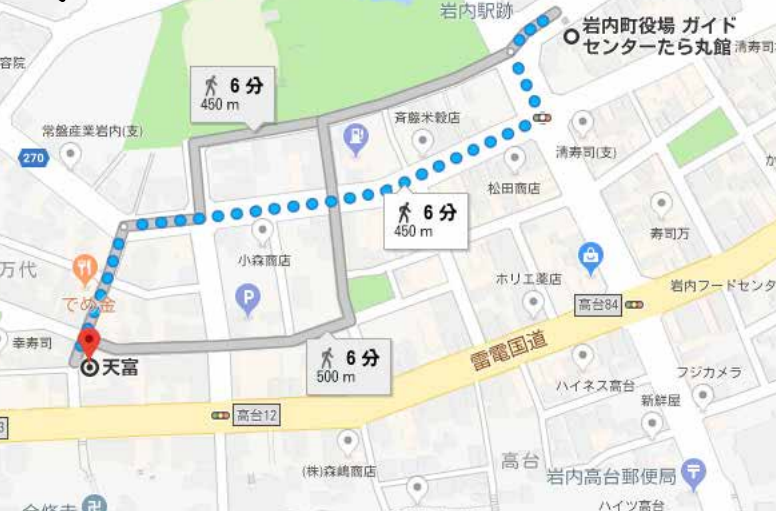 岩内駅跡
岩内町役場 ガイド
センターたら丸館
清寿司
容院
6 分
450 m
常盤産業岩内(支)
斉藤米穀店
270
清寿司(支)
松田商店
6 分
450 m
寿司万
小森商店
万代
でめ金
P
ホリエ薬店
岩内フードセンタ
高台84
幸寿司
天富
6 分
500 m
雷電国道
ハイネス高台
フジカメラ
新鮮屋
高台12
3
(株)森嶋商店
高台
岩内高台郵便局
ハイツ高台